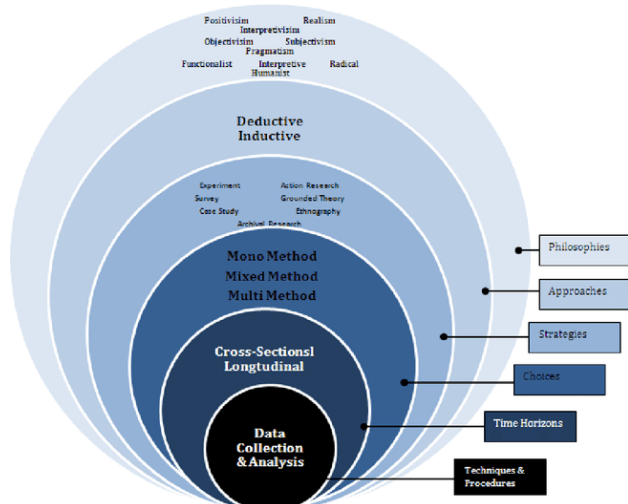 Positivism Realism
Interpretivisim
Objectivism Subjectivism
Pragmatism
Functionalist Interpretive Radical
Humanist
Deductive
Inductive
Experiment Action Research
Survey Grounded Theory
Case Study Ethnography
Archival Research
Mono Method
Mixed Method
Multi Method
Cross-Sectionsl
Longtudinal
Data
Collection
& Analysis
Philosophies
Approaches
Strategies
Choices
Time Horizons
Techniques &
Procedures